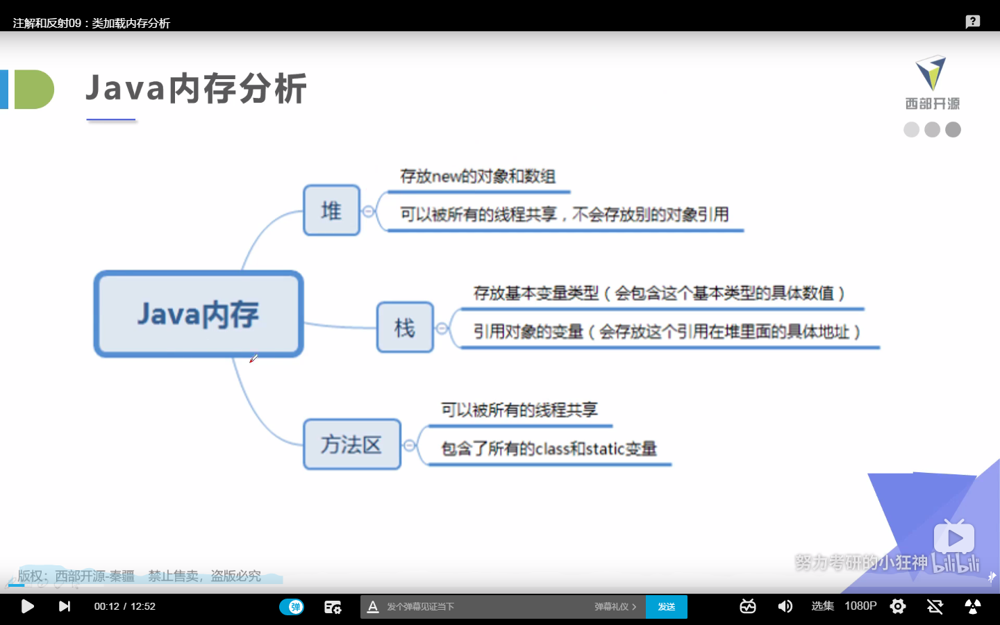 注解和反射09：类加载内存分析
Java内存分析
西部开源
存放new的对象和数组
堆
可以被所有的线程共享，不会存放别的对象引用
存放基本变量类型（会包含这个基本类型的具体数值）
Java内存
栈
引用对象的变量（会存放这个引用在堆里面的具体地址）
可以被所有的线程共享
方法区
包含了所有的class和static变量
努力考研的小狂神
bilibili
版权：西部开源-秦疆 禁止售卖，盗版必究
00:12 / 12:52
弹
A 发个弹幕见证当下
弹幕礼仪 >
发送
选集
1080P